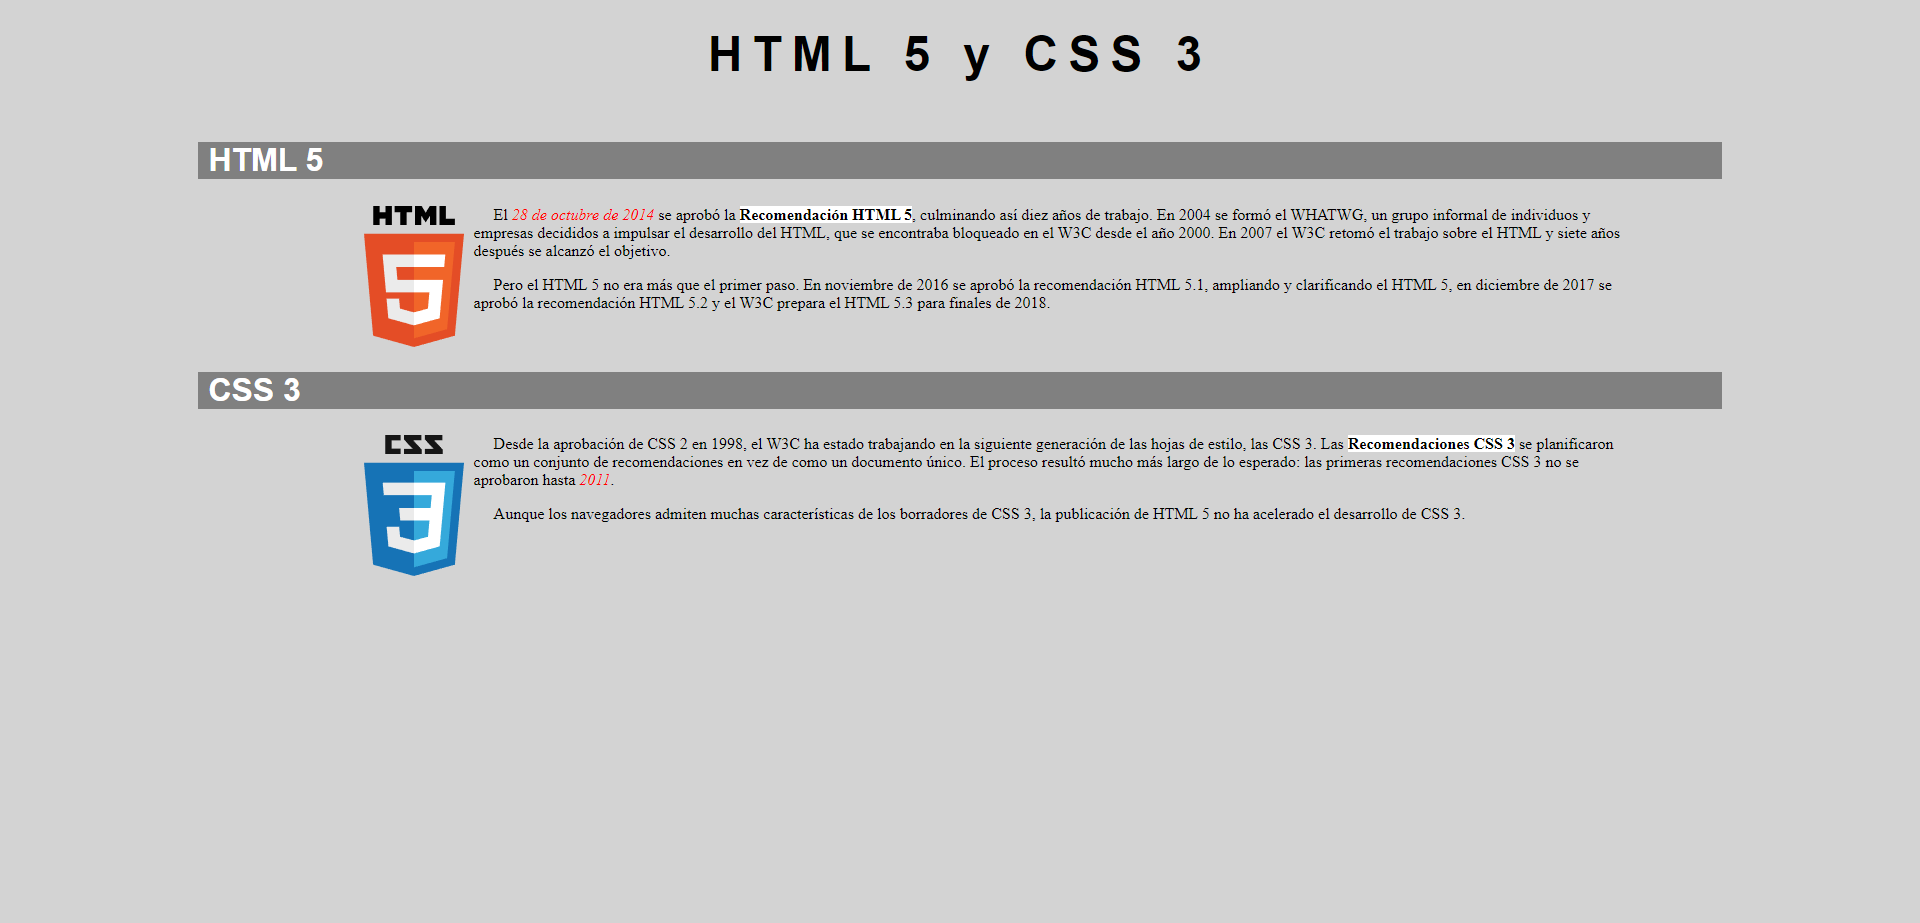 HTML 5 y CSS 3
HTML 5
HTML
5
El 28 de octubre de 2014 se aprobó la Recomendación HTML 5, culminando así diez años de trabajo. En 2004 se formó el WHATWG, un grupo informal de individuos y
empresas decididos a impulsar el desarrollo del HTML, que se encontraba bloqueado en el W3C desde el año 2000. En 2007 el W3C retomó el trabajo sobre el HTML y siete años
después se alcanzó el objetivo.
Pero el HTML 5 no era más que el primer paso. En noviembre de 2016 se aprobó la recomendación HTML 5.1, ampliando y clarificando el HTML 5, en diciembre de 2017 se
aprobó la recomendación HTML 5.2 y el W3C prepara el HTML 5.3 para finales de 2018.
CSS 3
CSS
3
Desde la aprobación de CSS 2 en 1998, el W3C ha estado trabajando en la siguiente generación de las hojas de estilo, las CSS 3. Las Recomendaciones CSS 3 se planificaron
como un conjunto de recomendaciones en vez de como un documento único. El proceso resultó mucho más largo de lo esperado: las primeras recomendaciones CSS 3 no se
aprobaron hasta 2011.
Aunque los navegadores admiten muchas características de los borradores de CSS 3, la publicación de HTML 5 no ha acelerado el desarrollo de CSS 3.